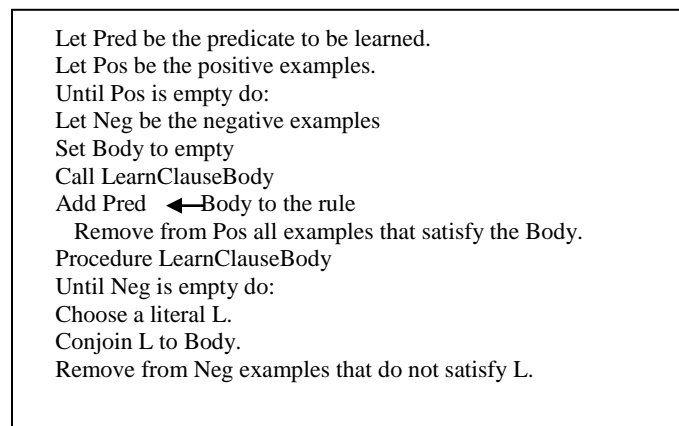 Let Pred be the predicate to be learned.
Let Pos be the positive examples.
Until Pos is empty do:
Let Neg be the negative examples
Set Body to empty
Call LearnClauseBody
Add Pred ← Body to the rule
Remove from Pos all examples that satisfy the Body.
Procedure LearnClauseBody
Until Neg is empty do:
Choose a literal L.
Conjoin L to Body.
Remove from Neg examples that do not satisfy L.